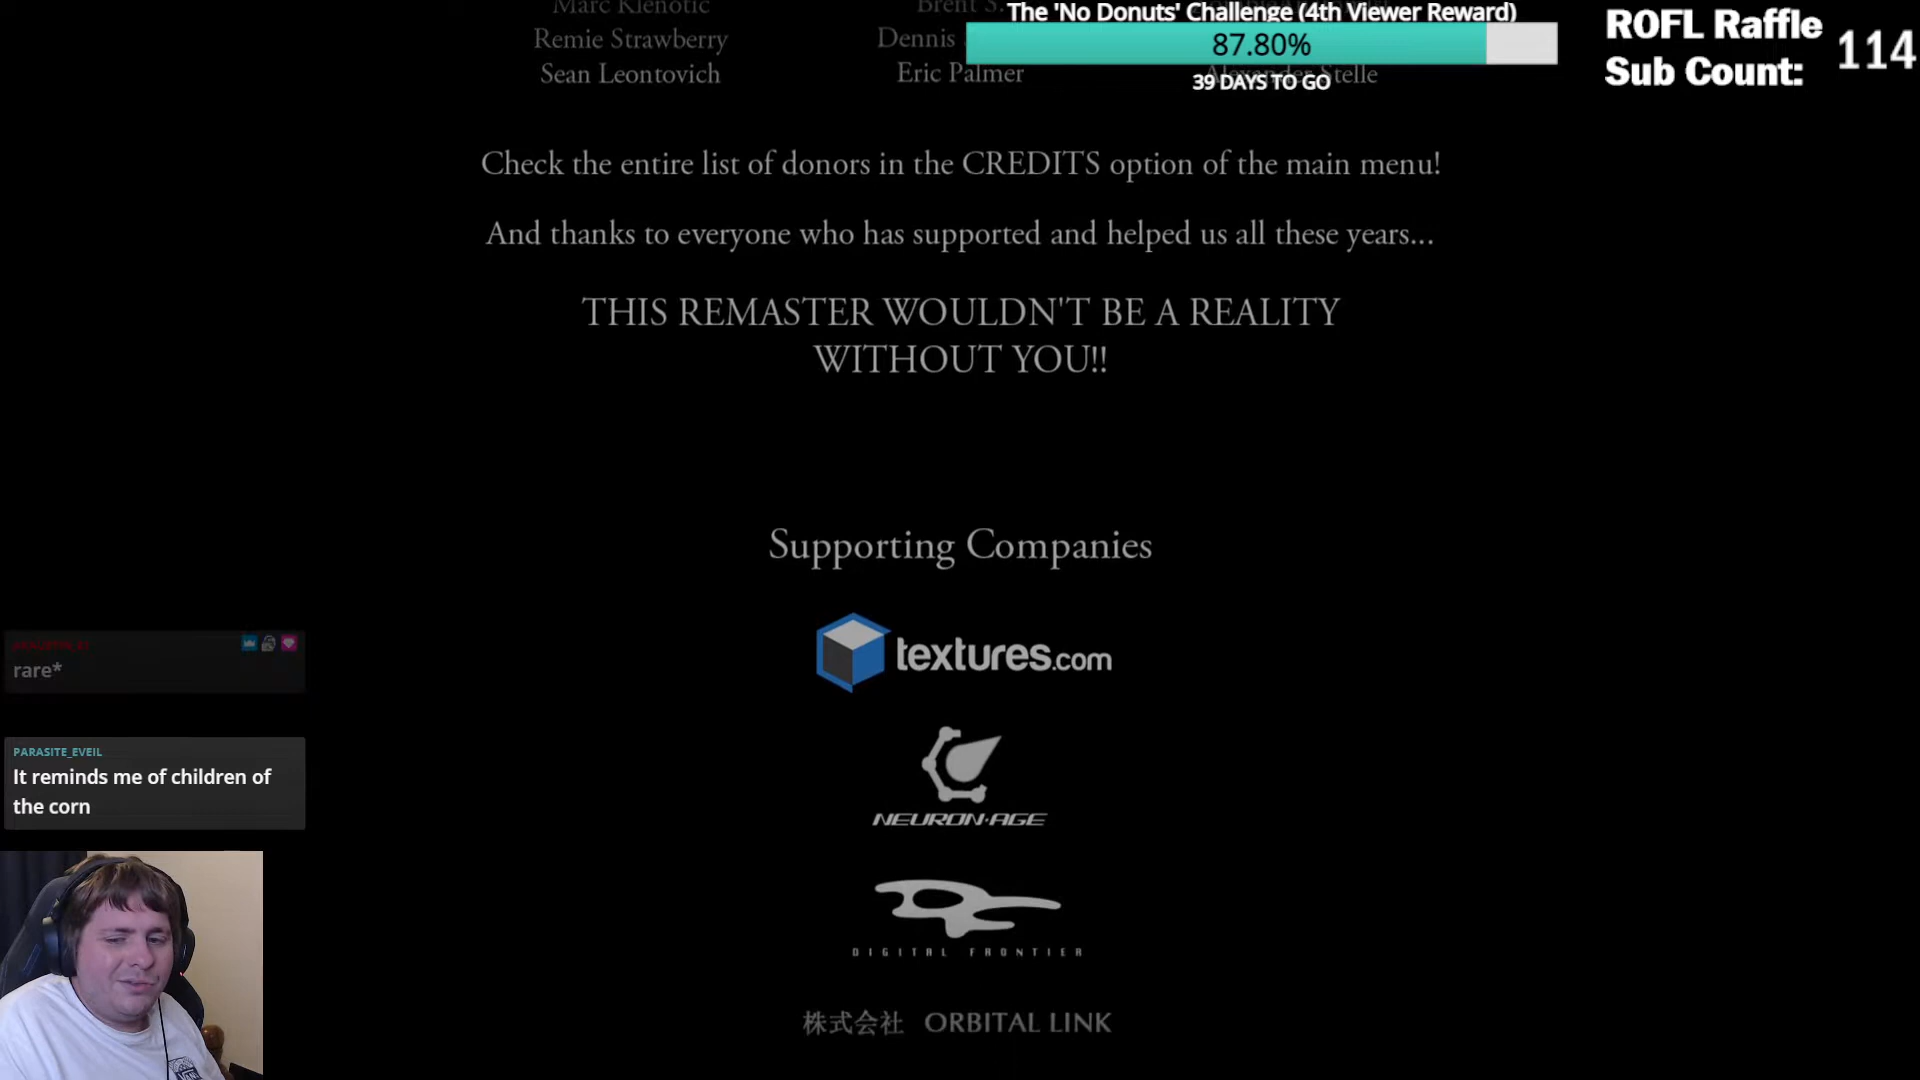 Marc Klenotic
Brent S.
The 'No Donuts' Challenge (4th Viewer Reward)
ROFL Raffle
Sub Count:
114
Remie Strawberry
Dennis
87.80%
Sean Leontovich
Eric Palmer
Alexander Stelle
39 DAYS TO GO
Check the entire list of donors in the CREDITS option of the main menu!
And thanks to everyone who has supported and helped us all these years...
THIS REMASTER WOULDN'T BE A REALITY
WITHOUT YOU!!
Supporting Companies
textures.com
NEURON·AGE
DIGITAL FRONTIER
株式会社 ORBITAL LINK
rare*
PARASITE_EVEIL
It reminds me of children of
the corn